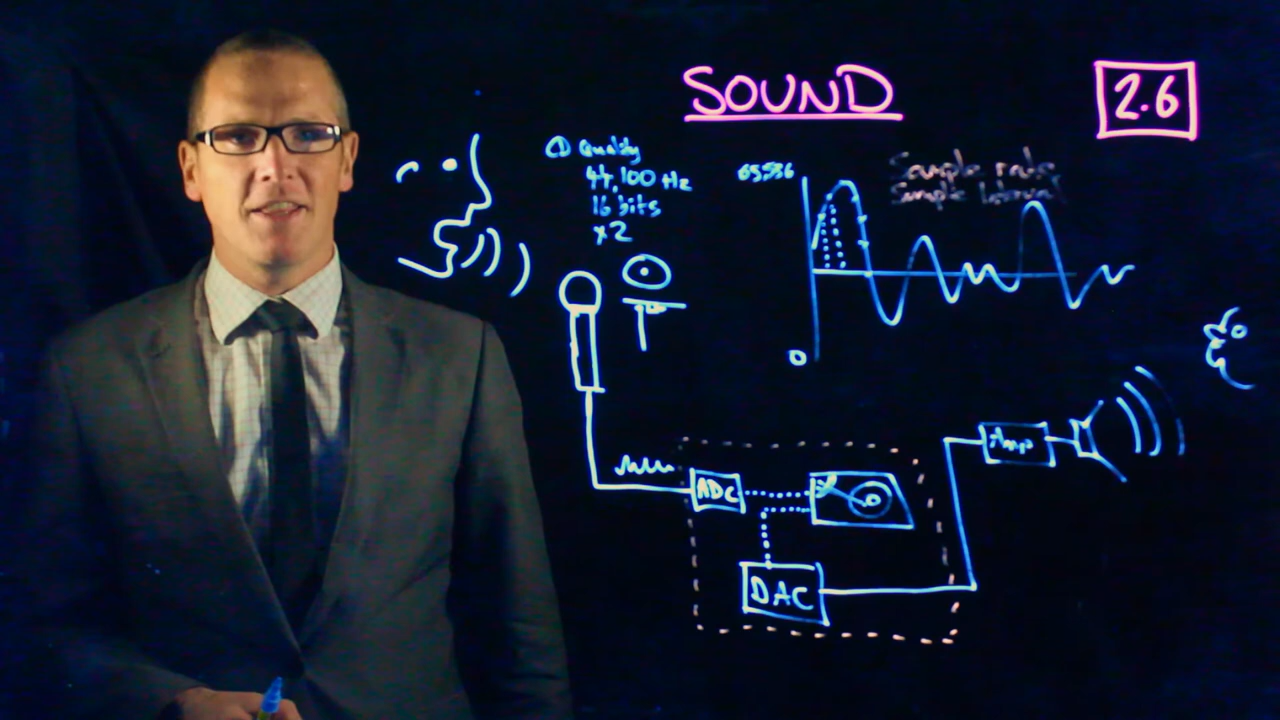 SOUND
2.6
① Quality
44,100 Hz
16 bits
x2
65536
Sample rate
Sample Interval
0
Amp
ADC
DAC